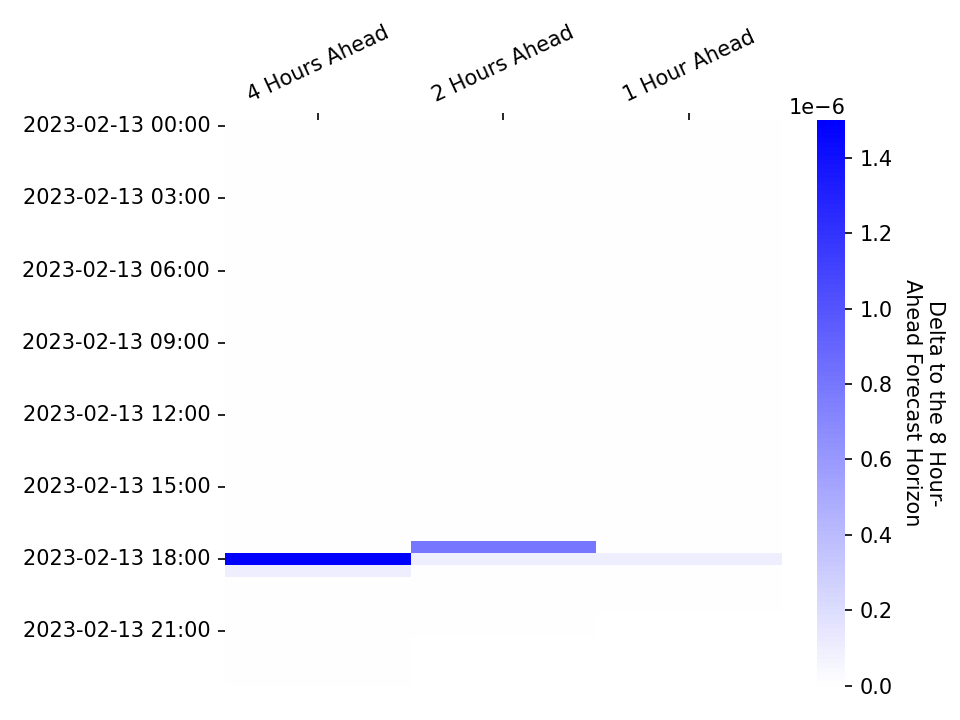 4 Hours Ahead
2 Hours Ahead
1 Hour Ahead
1e−6
2023-02-13 00:00
2023-02-13 03:00
2023-02-13 06:00
2023-02-13 09:00
2023-02-13 12:00
2023-02-13 15:00
2023-02-13 18:00
2023-02-13 21:00
1.4
1.2
1.0
0.8
0.6
0.4
0.2
0.0
Delta to the 8 Hour-
Ahead Forecast Horizon